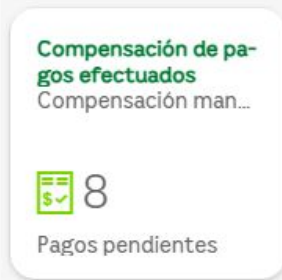 Compensación de pa-
gos efectuados
Compensación man...
8
Pagos pendientes